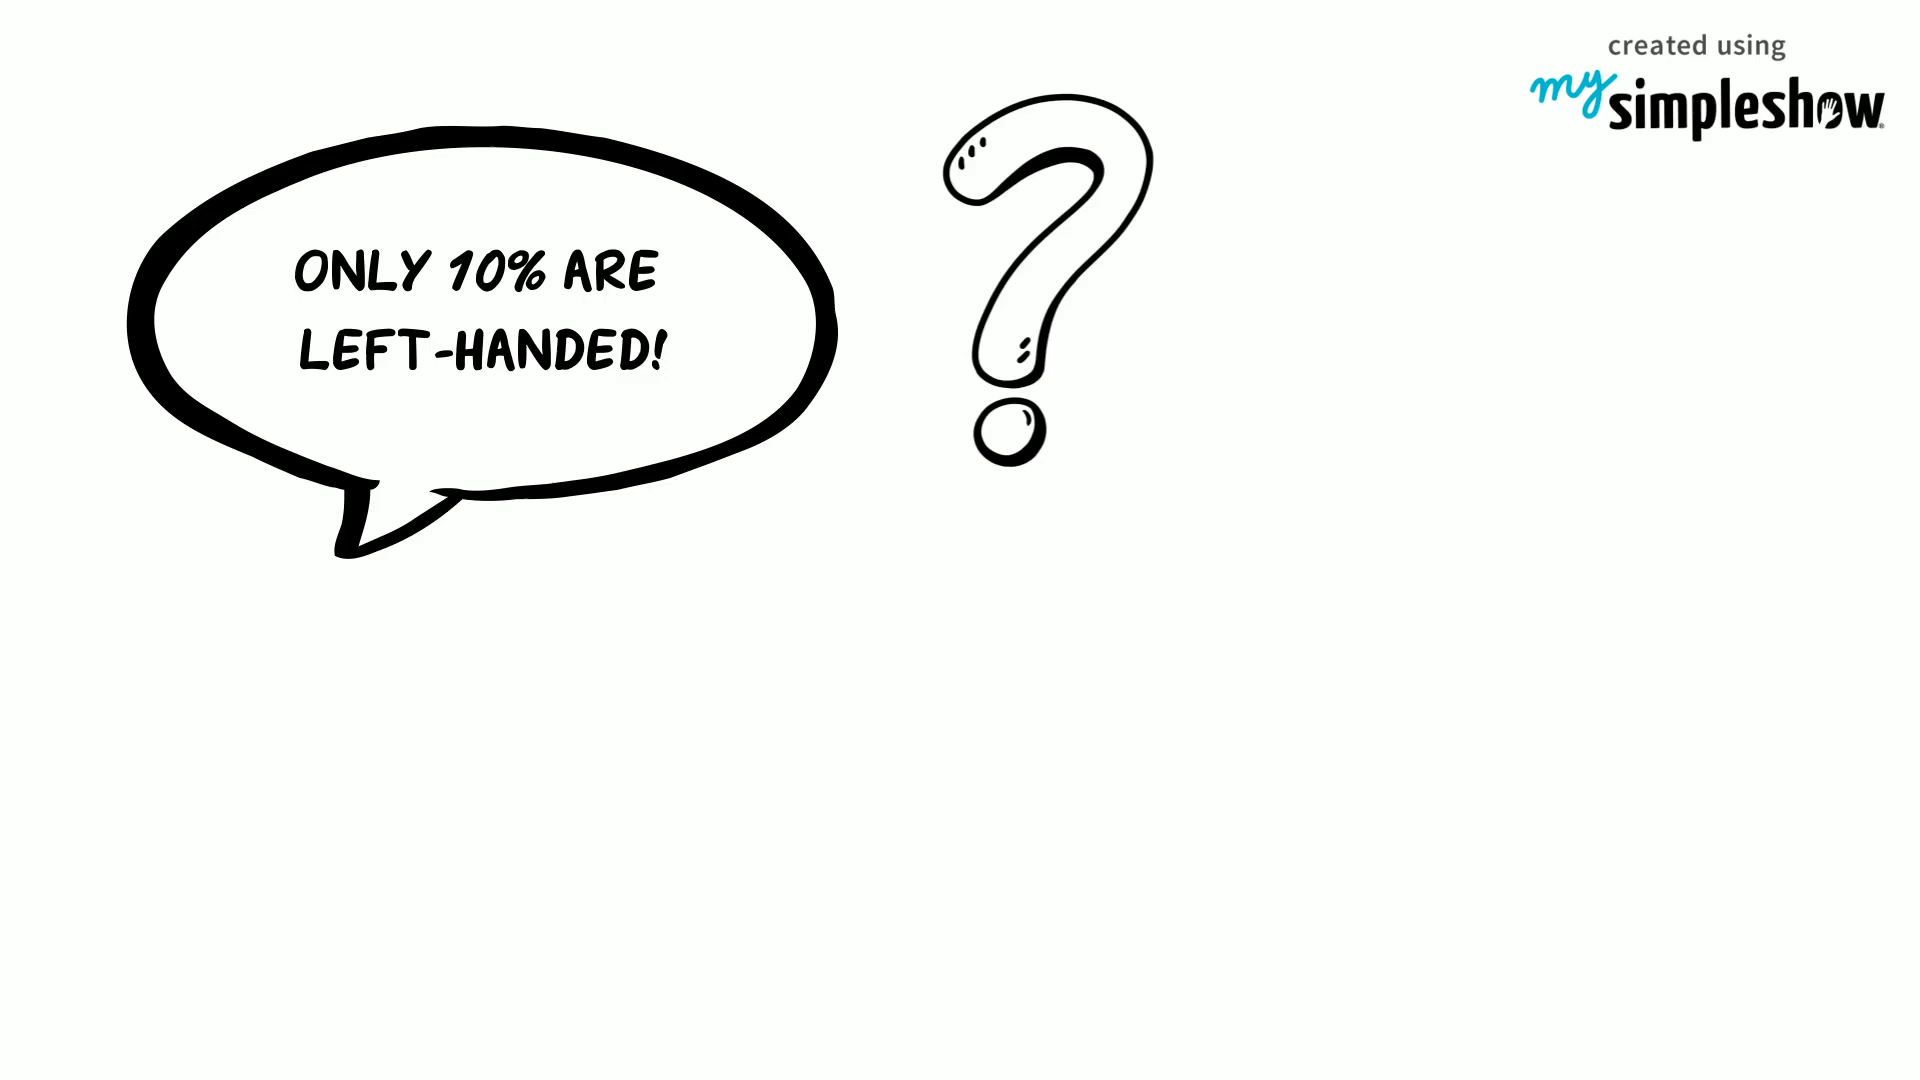 created using
my simpleshow
ONLY 10% ARE
LEFT-HANDED!
?